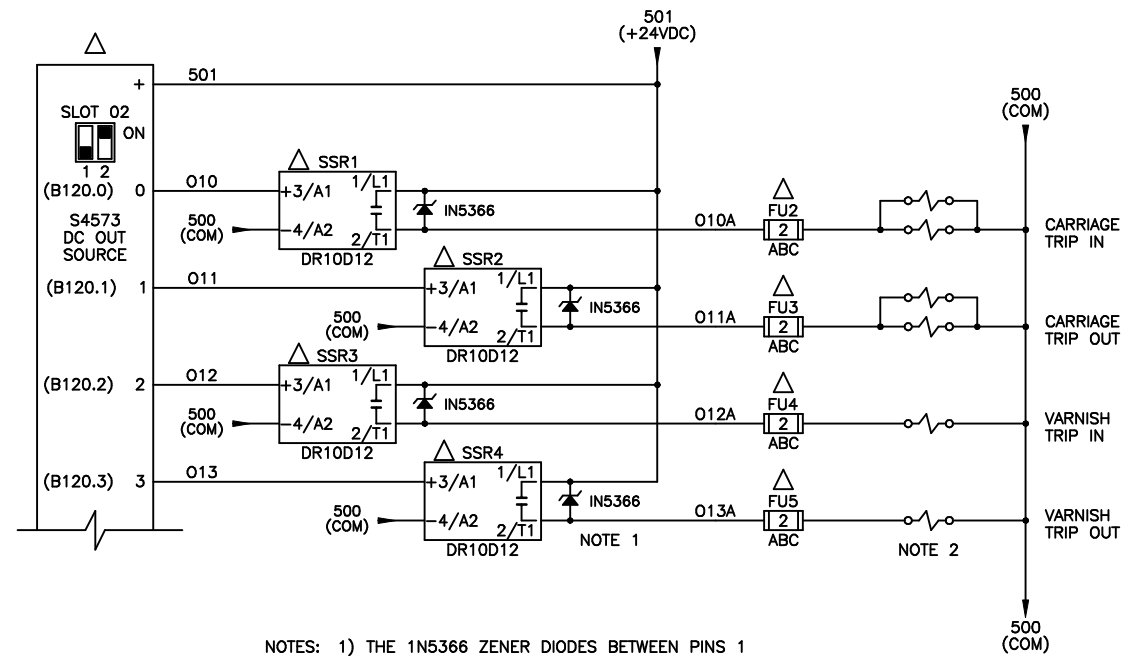 501
(+24VDC)
+ 501
500
(COM)
SLOT 02
ON
1 2
SSR1
(B120.0) 0 O10 +3/A1 1/L1
IN5366
FU2
S4573
DC OUT
SOURCE
500
(COM)
-4/A2 2/T1
O10A 2
ABC
CARRIAGE
TRIP IN
DR10D12
SSR2
(B120.1) 1 O11 +3/A1 1/L1
IN5366
FU3
500
(COM)
-4/A2 2/T1
O11A 2
ABC
CARRIAGE
TRIP OUT
DR10D12
SSR3
(B120.2) 2 O12 +3/A1 1/L1
IN5366
FU4
500
(COM)
-4/A2 2/T1
O12A 2
ABC
VARNISH
TRIP IN
DR10D12
SSR4
(B120.3) 3 O13 +3/A1 1/L1
IN5366
FU5
500
(COM)
-4/A2 2/T1
O13A 2
ABC
VARNISH
TRIP OUT
DR10D12
NOTE 1
NOTE 2
500
(COM)
NOTES: 1) THE 1N5366 ZENER DIODES BETWEEN PINS 1